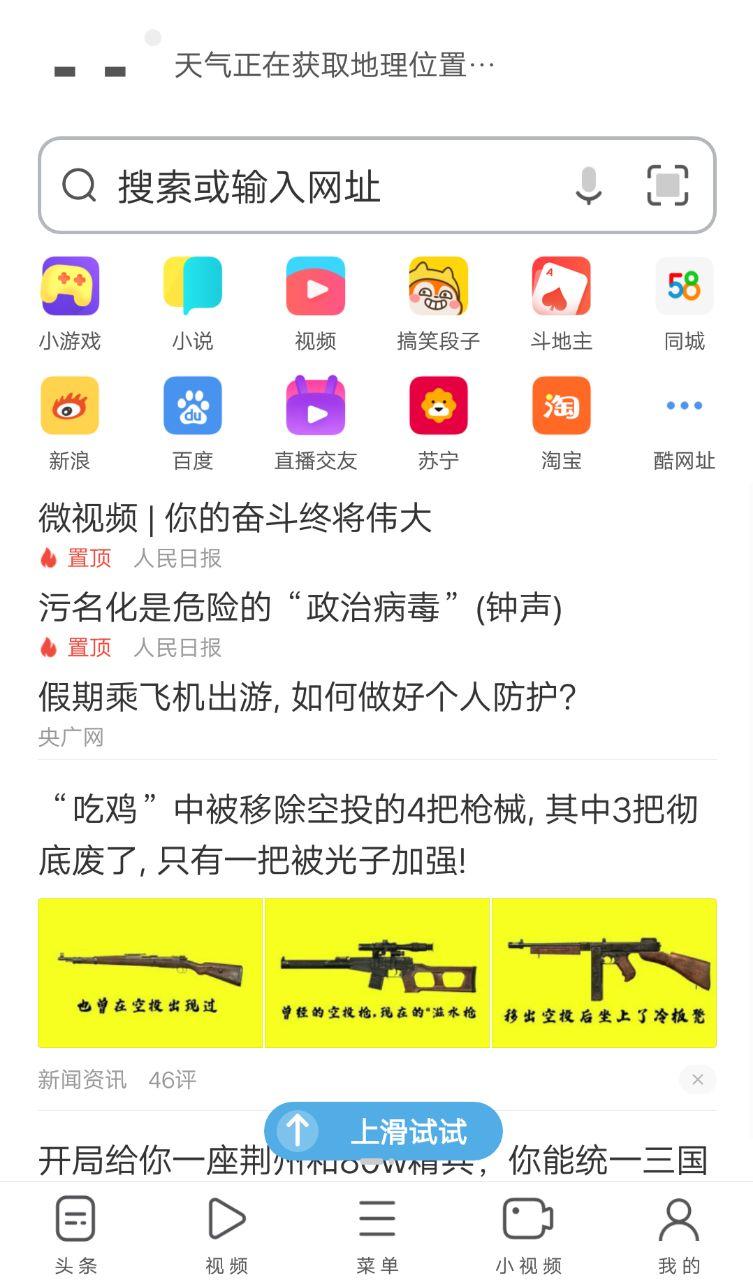 天气正在获取地理位置…
搜索或输入网址
小游戏 小说 视频 搞笑段子 斗地主 同城
新浪 百度 直播交友 苏宁 淘宝 酷网址
微视频 | 你的奋斗终将伟大
置顶 人民日报
污名化是危险的“政治病毒” (钟声)
置顶 人民日报
假期乘飞机出游, 如何做好个人防护?
央广网
“吃鸡”中被移除空投的4把枪械, 其中3把彻
底废了, 只有一把被光子加强!
也曾在空投出现过 曾经的空投枪,现在的“滋水枪 移出空投后坐上了冷板凳
新闻资讯 46评
上滑试试
开局给你一座荆州和80W精兵，你能统一三国
头条 视频 菜单 小视频 我的